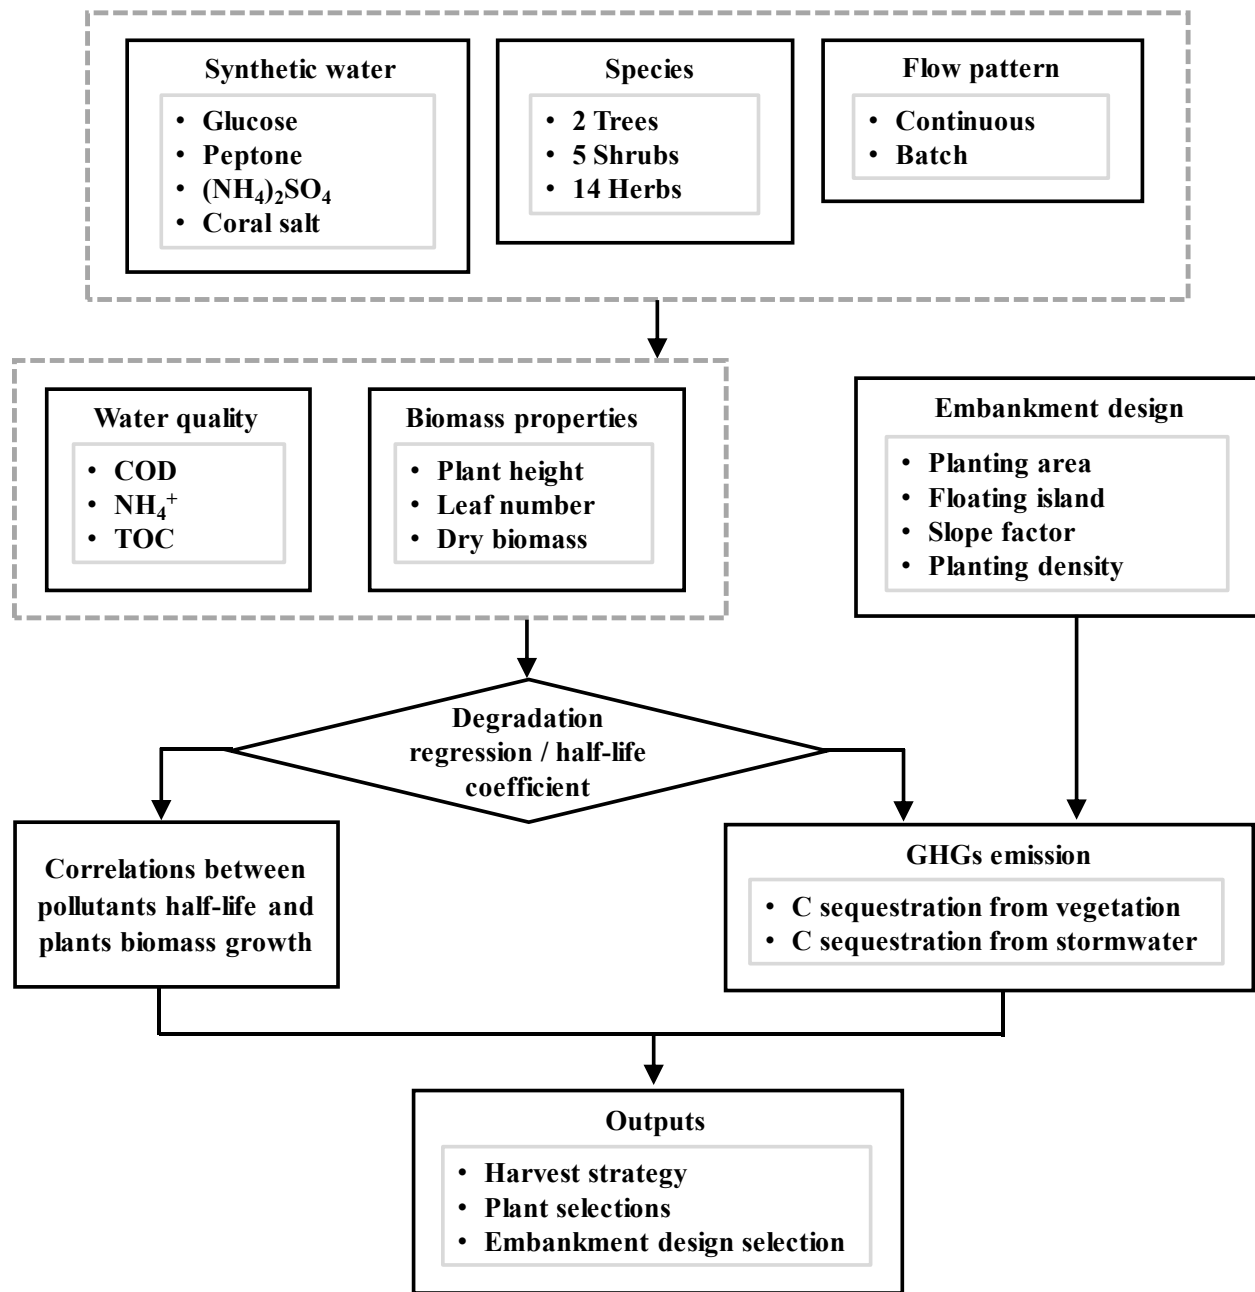 Synthetic water
• Glucose
• Peptone
• (NH₄)₂SO₄
• Coral salt
Species
• 2 Trees
• 5 Shrubs
• 14 Herbs
Flow pattern
• Continuous
• Batch
Water quality
• COD
• NH₄⁺
• TOC
Biomass properties
• Plant height
• Leaf number
• Dry biomass
Embankment design
• Planting area
• Floating island
• Slope factor
• Planting density
Degradation
regression / half-life
coefficient
Correlations between
pollutants half-life and
plants biomass growth
GHGs emission
• C sequestration from vegetation
• C sequestration from stormwater
Outputs
• Harvest strategy
• Plant selections
• Embankment design selection